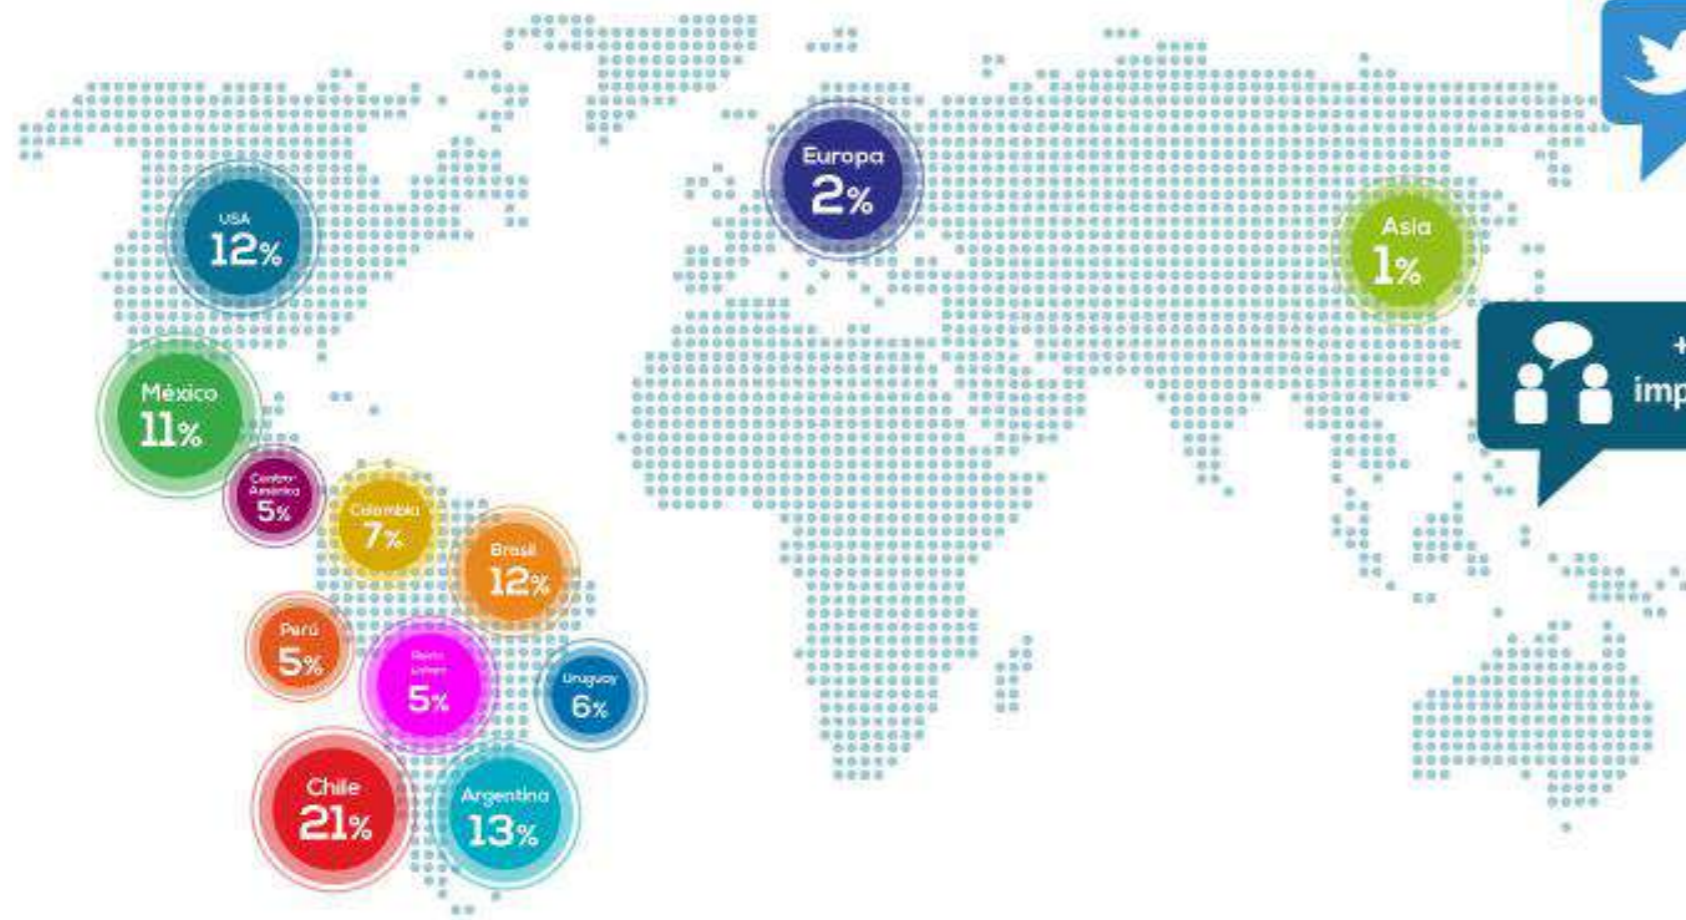 Europa
2%
USA
12%
Asia
1%
+
México
11%
imp
Centro-
América
5%
Colombia
7%
Brasil
12%
Perú
5%
5%
Uruguay
6%
Chile
21%
Argentina
13%